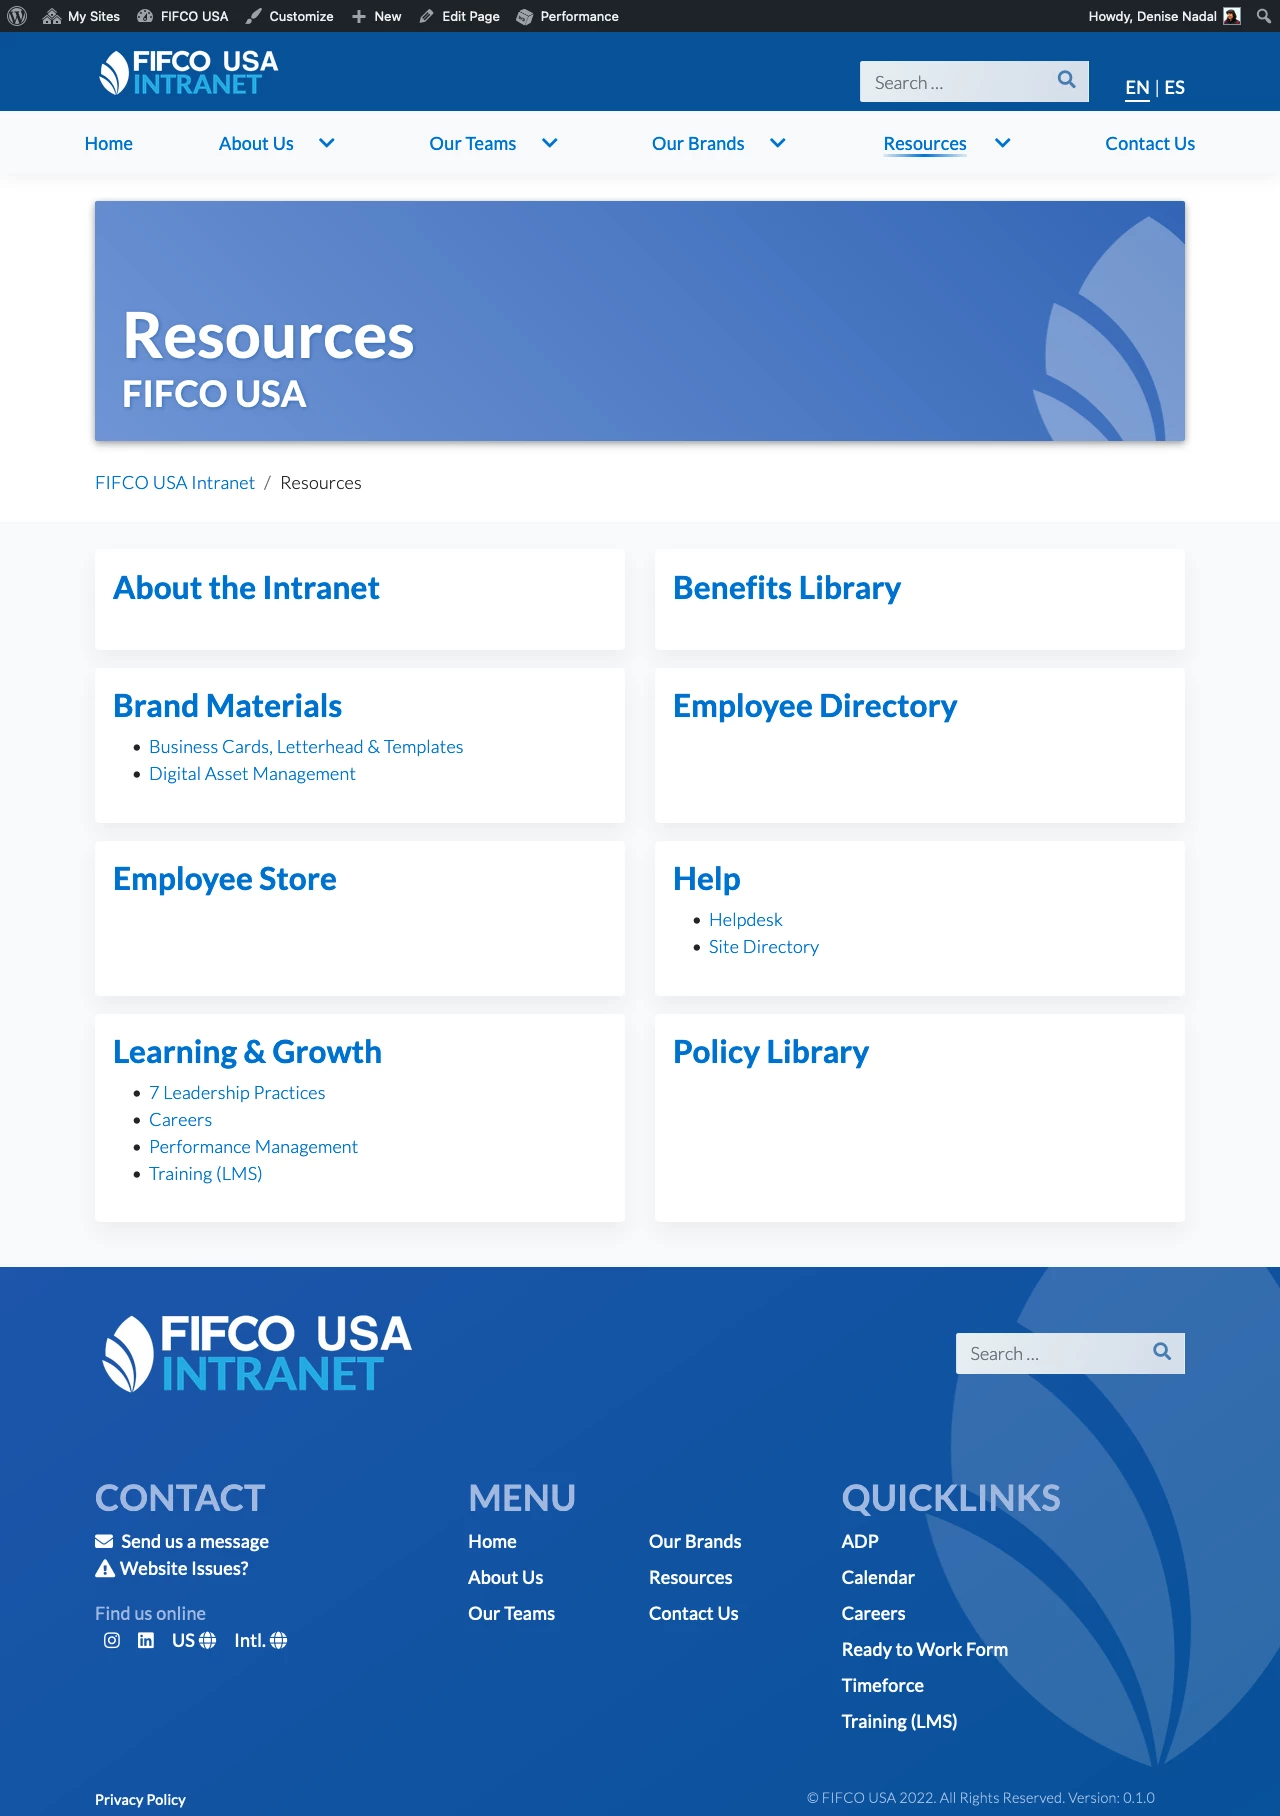 My Sites FIFCO USA Customize New Edit Page Performance Howdy, Denise Nadal
FIFCO USA
INTRANET
Search ...
EN | ES
Home About Us Our Teams Our Brands Resources Contact Us
Resources
FIFCO USA
FIFCO USA Intranet / Resources
About the Intranet
Benefits Library
Brand Materials
• Business Cards, Letterhead & Templates
• Digital Asset Management
Employee Directory
Employee Store
Help
• Helpdesk
• Site Directory
Learning & Growth
• 7 Leadership Practices
• Careers
• Performance Management
• Training (LMS)
Policy Library
FIFCO USA
INTRANET
Search ...
CONTACT
Send us a message
Website Issues?
Find us online
US Intl.
MENU
Home
About Us
Our Teams
Our Brands
Resources
Contact Us
QUICKLINKS
ADP
Calendar
Careers
Ready to Work Form
Timeforce
Training (LMS)
Privacy Policy
© FIFCO USA 2022. All Rights Reserved. Version: 0.1.0